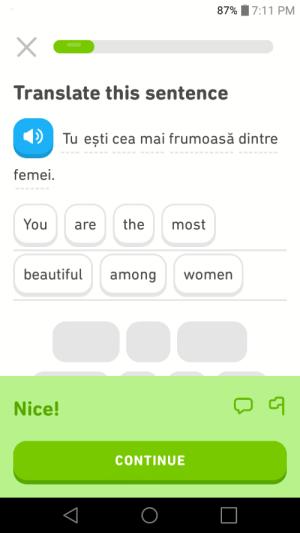 87% 7:11 PM
Translate this sentence
Tu ești cea mai frumoasă dintre
femei.
You are the most
beautiful among women
Nice!
CONTINUE